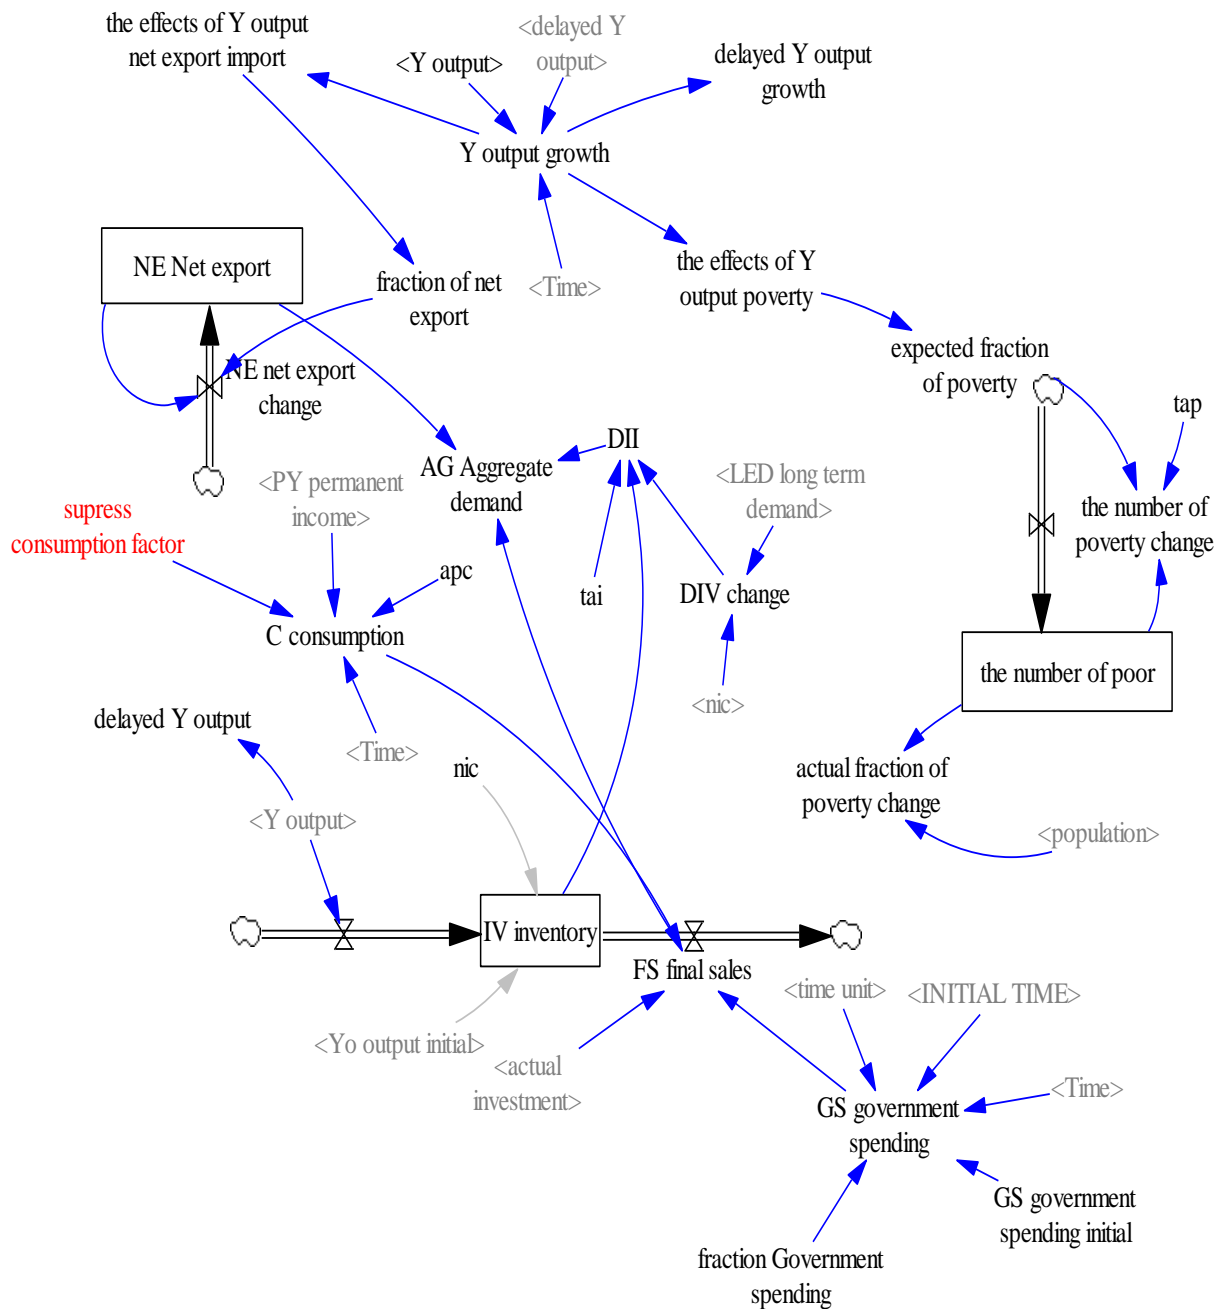 the effects of Y output
net export import
<Y output>
<delayed Y
output>
delayed Y output
growth
Y output growth
NE Net export
fraction of net
export
<Time>
the effects of Y
output poverty
expected fraction
of poverty
NE net export
change
tap
AG Aggregate
demand
DII
<PY permanent
income>
<LED long term
demand>
supress
consumption factor
the number of
poverty change
apc
tai
DIV change
C consumption
<nic>
the number of poor
delayed Y output
<Time>
nic
actual fraction of
poverty change
<Y output>
<population>
IV inventory
FS final sales
<time unit>
<INITIAL TIME>
<Yo output initial>
<actual
investment>
<Time>
GS government
spending
GS government
spending initial
fraction Government
spending